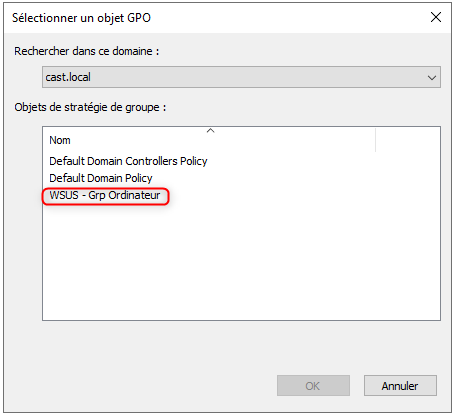 Sélectionner un objet GPO
Rechercher dans ce domaine :
cast.local
Objets de stratégie de groupe :
Nom
Default Domain Controllers Policy
Default Domain Policy
WSUS - Grp Ordinateur
OK
Annuler